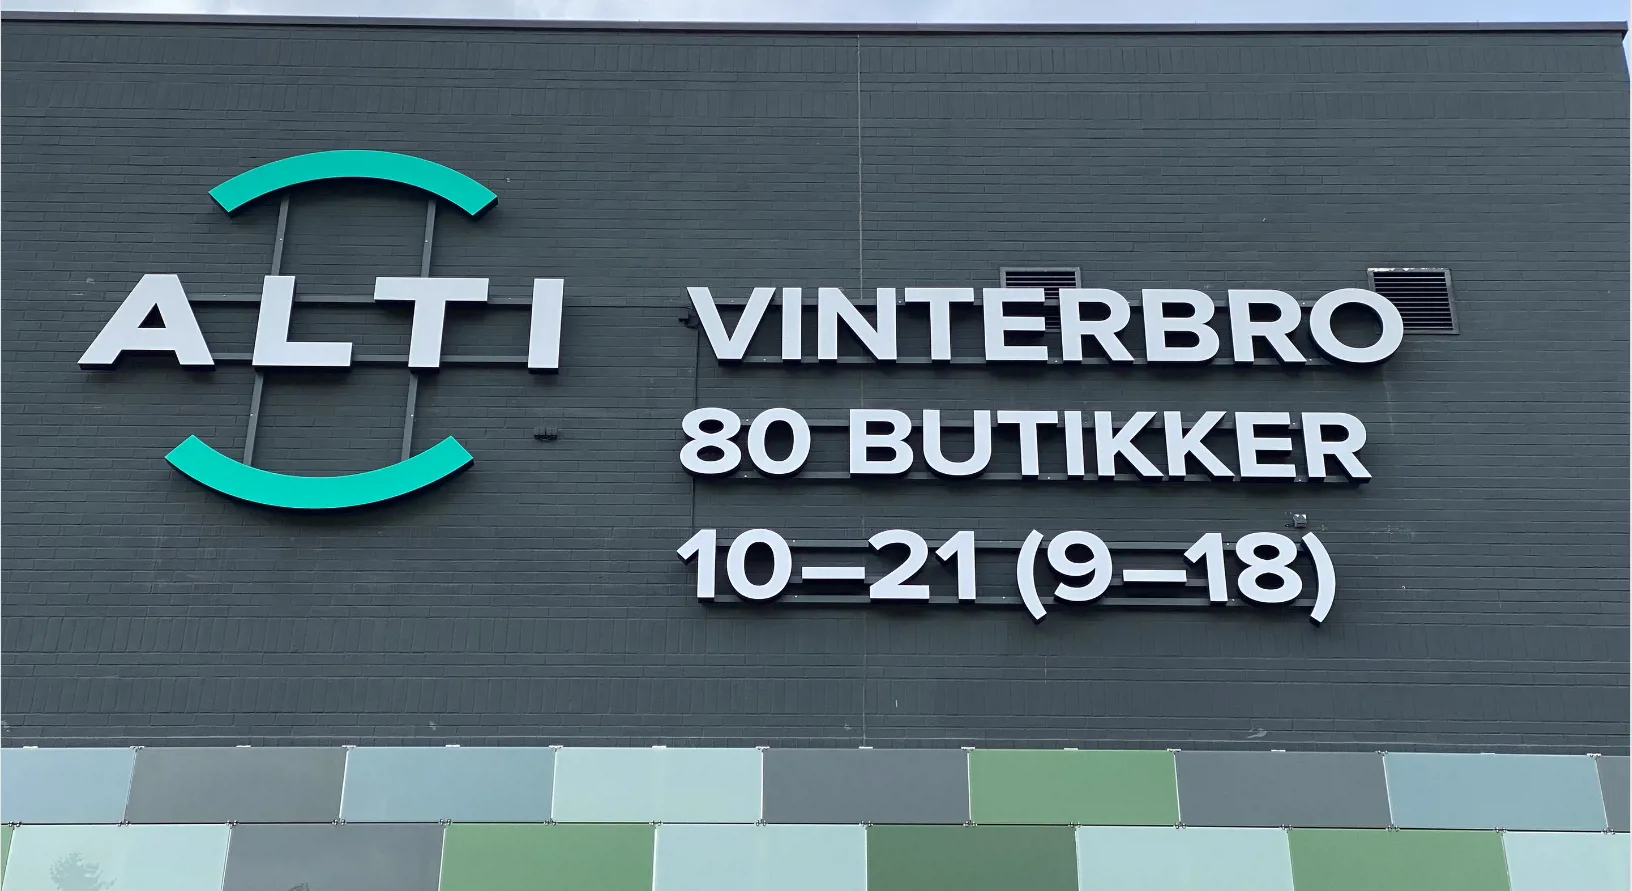 ALTI
VINTERBRO
80 BUTIKKER
10–21 (9–18)